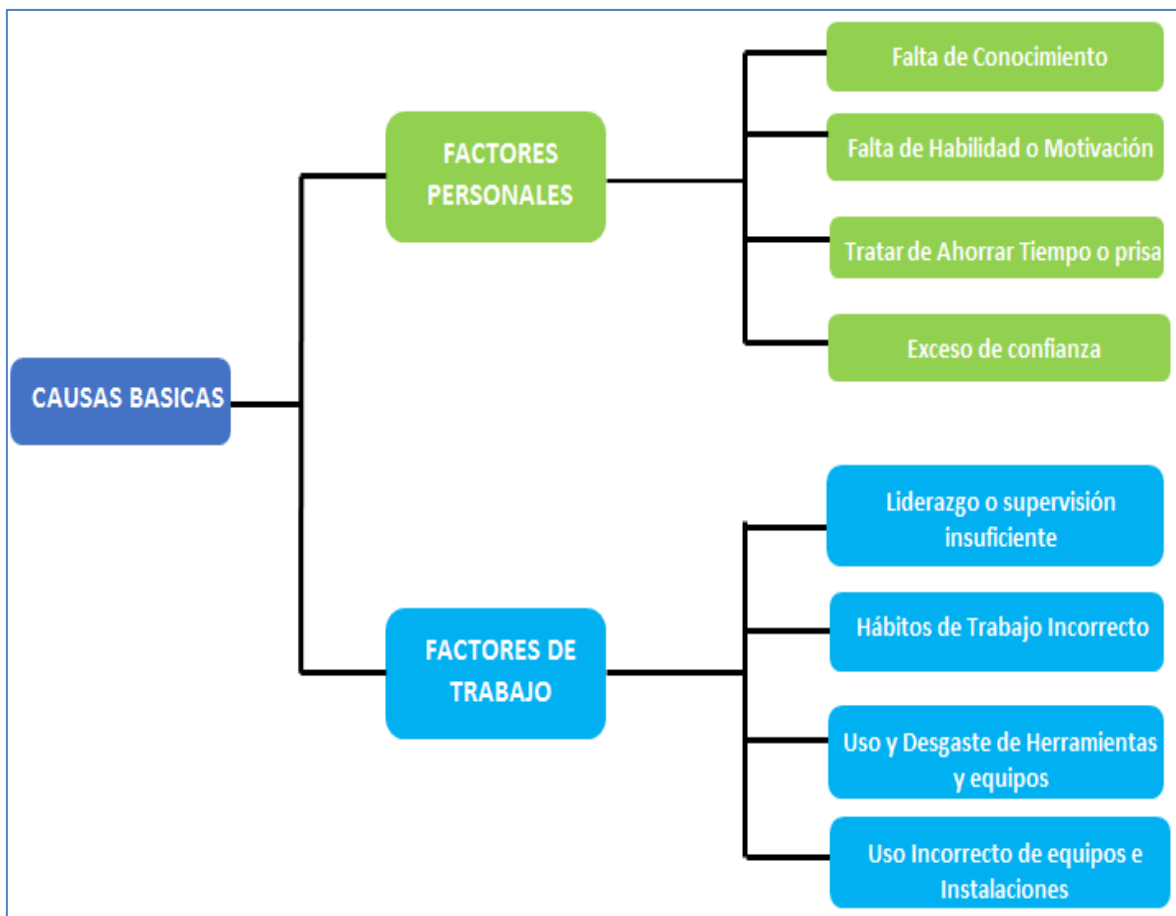 CAUSAS BASICAS
FACTORES
PERSONALES
Falta de Conocimiento
Falta de Habilidad o Motivación
Tratar de Ahorrar Tiempo o prisa
Exceso de confianza
FACTORES DE
TRABAJO
Liderazgo o supervisión
insuficiente
Hábitos de Trabajo Incorrecto
Uso y Desgaste de Herramientas
y equipos
Uso Incorrecto de equipos e
Instalaciones